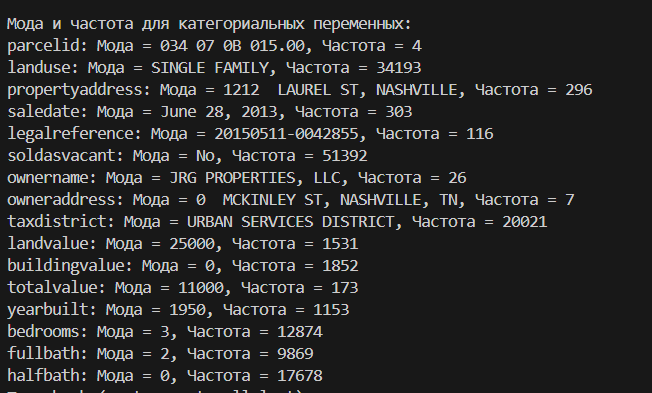 Мода и частота для категориальных переменных:
parcelid: Мода = 034 07 0B 015.00, Частота = 4
landuse: Мода = SINGLE FAMILY, Частота = 34193
propertyaddress: Мода = 1212  LAUREL ST, NASHVILLE, Частота = 296
saledate: Мода = June 28, 2013, Частота = 303
legalreference: Мода = 20150511-0042855, Частота = 116
soldasvacant: Мода = No, Частота = 51392
ownername: Мода = JRG PROPERTIES, LLC, Частота = 26
owneraddress: Мода = 0  MCKINLEY ST, NASHVILLE, TN, Частота = 7
taxdistrict: Мода = URBAN SERVICES DISTRICT, Частота = 20021
landvalue: Мода = 25000, Частота = 1531
buildingvalue: Мода = 0, Частота = 1852
totalvalue: Мода = 11000, Частота = 173
yearbuilt: Мода = 1950, Частота = 1153
bedrooms: Мода = 3, Частота = 12874
fullbath: Мода = 2, Частота = 9869
halfbath: Мода = 0, Частота = 17678